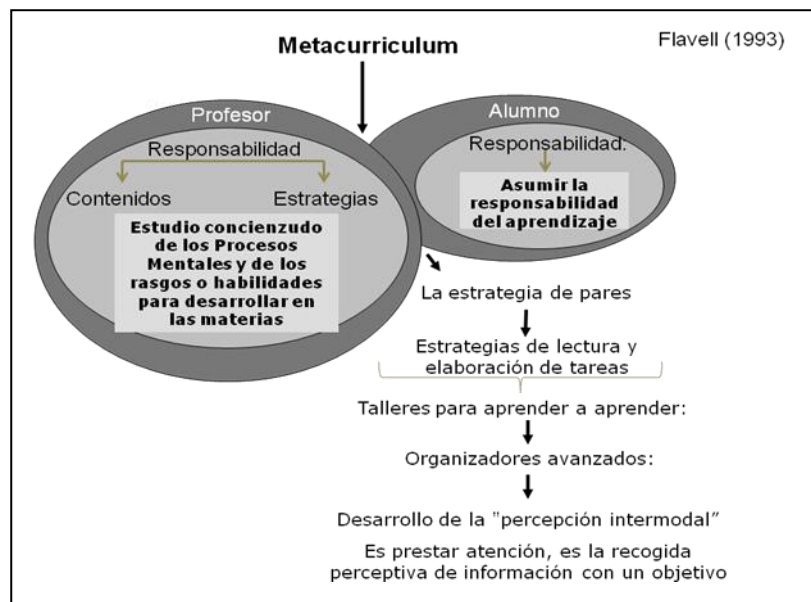 Metacurriculum
Flavell (1993)
Profesor
Responsabilidad
Contenidos
Estrategias
Estudio concienzudo
de los Procesos
Mentales y de los
rasgos o habilidades
para desarrollar en
las materias
Alumno
Responsabilidad:
Asumir la
responsabilidad
del aprendizaje
La estrategia de pares
Estrategias de lectura y
elaboración de tareas
Talleres para aprender a aprender:
Organizadores avanzados:
Desarrollo de la "percepción intermodal"
Es prestar atención, es la recogida
perceptiva de información con un objetivo